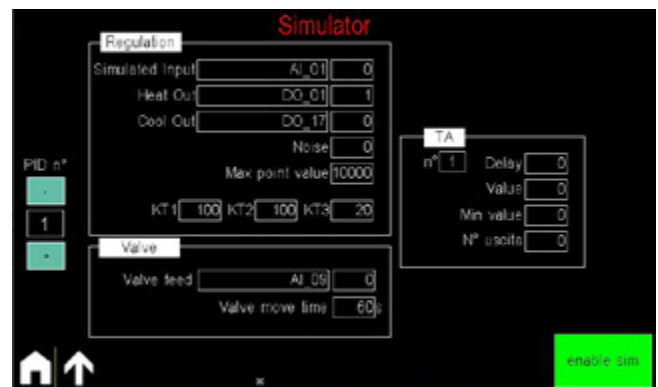 Simulator
Regulation
Simulated Input AI_01 0
Heat Out DO_01 1
Cool Out DO_17 0
Noise 0
Max point value 10000
KT1 100 KT2 100 KT3 20
PID n°
1
Valve
Valve feed AI_09 0
Valve move time 60 s
TA
n° 1 Delay 0
Value 0
Min value 0
N° uscita 0
enable sim